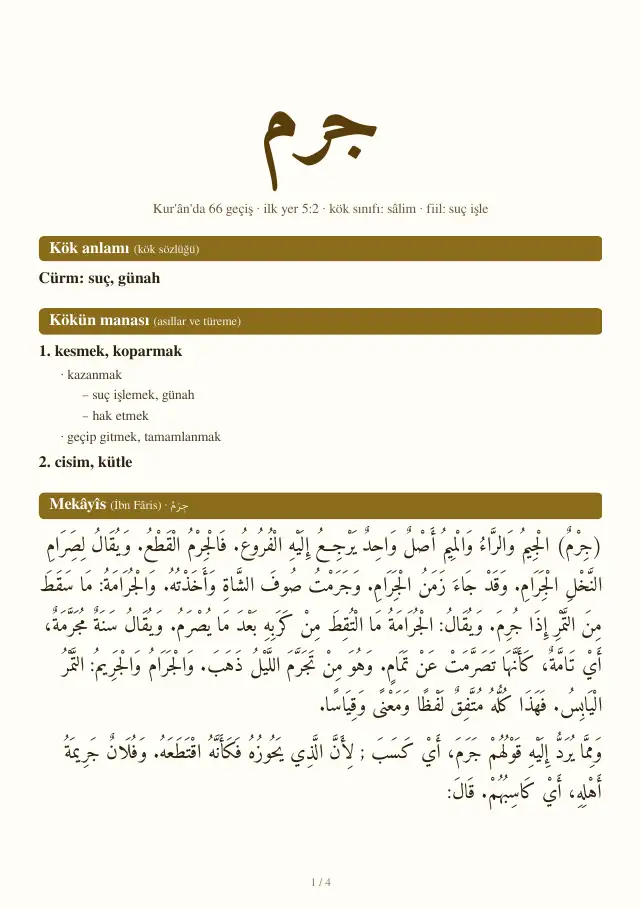 جرم
Kur'ân'da 66 geçiş · ilk yer 5:2 · kök sınıfı: sâlim · fiil: suç işle
Kök anlamı (kök sözlüğü)
Cürm: suç, günah
Kökün manası (asıllar ve türeme)
1. kesmek, koparmak
· kazanmak
– suç işlemek, günah
– hak etmek
· geçip gitmek, tamamlanmak
2. cisim, kütle
Mekâyîs (İbn Fâris) · جِرْمٌ
(جِرْمٌ) الْجِيمُ وَالرَّاءُ وَالْمِيمُ أَصْلٌ وَاحِدٌ يَرْجِعُ إِلَيْهِ الْفُرُوعُ. فَالْجَرْمُ الْقَطْعُ. وَيُقَالُ لِصَرَامِ
النَّخْلِ الْجِرَامِ. وَقَدْ جَاءَ زَمَنُ الْجَرَامِ. وَجَرَمْتُ صُوفَ الشَّاةِ وَأَخَذْتُهُ. وَالْجُرَامَةُ: مَا سَقَطَ
مِنَ التَّمْرِ إِذَا جُرِمَ. وَيُقَالُ: الْجُرَامَةُ مَا الْتُقِطَ مِنْ كَرَبِهِ بَعْدَ مَا يُصْرَمُ. وَيُقَالُ سَنَةٌ مُجَرَّمَةٌ،
أَيْ تَامَّةٌ، كَأَنَّهَا تَصَرَّمَتْ عَنْ تَمَامٍ. وَهُوَ مِنْ تَجَرَّمَ اللَّيْلُ ذَهَبَ. وَالْجَرَامُ وَالْجَرِيمُ: التَّمْرُ
الْيَابِسُ. فَهَذَا كُلُّهُ مُتَّفِقٌ لَفْظًا وَمَعْنًى وَقِيَاسًا.
وَمِمَّا يُرَدُّ إِلَيْهِ قَوْلُهُمْ جَرَمَ، أَيْ كَسَبَ ; لِأَنَّ الَّذِي يَحُوزُهُ فَكَأَنَّهُ اقْتَطَعَهُ. وَفُلَانٌ جَرِيمَةُ
أَهْلِهِ، أَيْ كَاسِبُهُمْ. قَالَ:
1 / 4